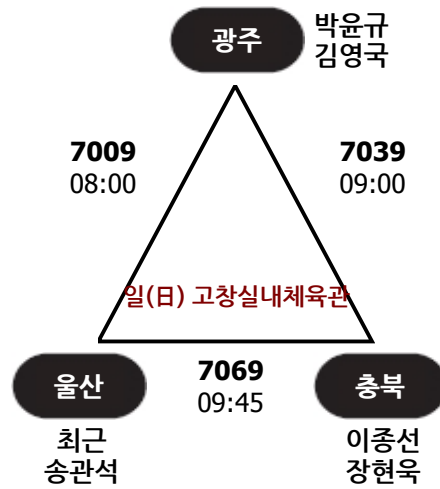 광주
박윤규
김영국
7009
08:00
7039
09:00
일(日) 고창실내체육관
울산
7069
09:45
충북
최근
송관석
이종선
장현욱